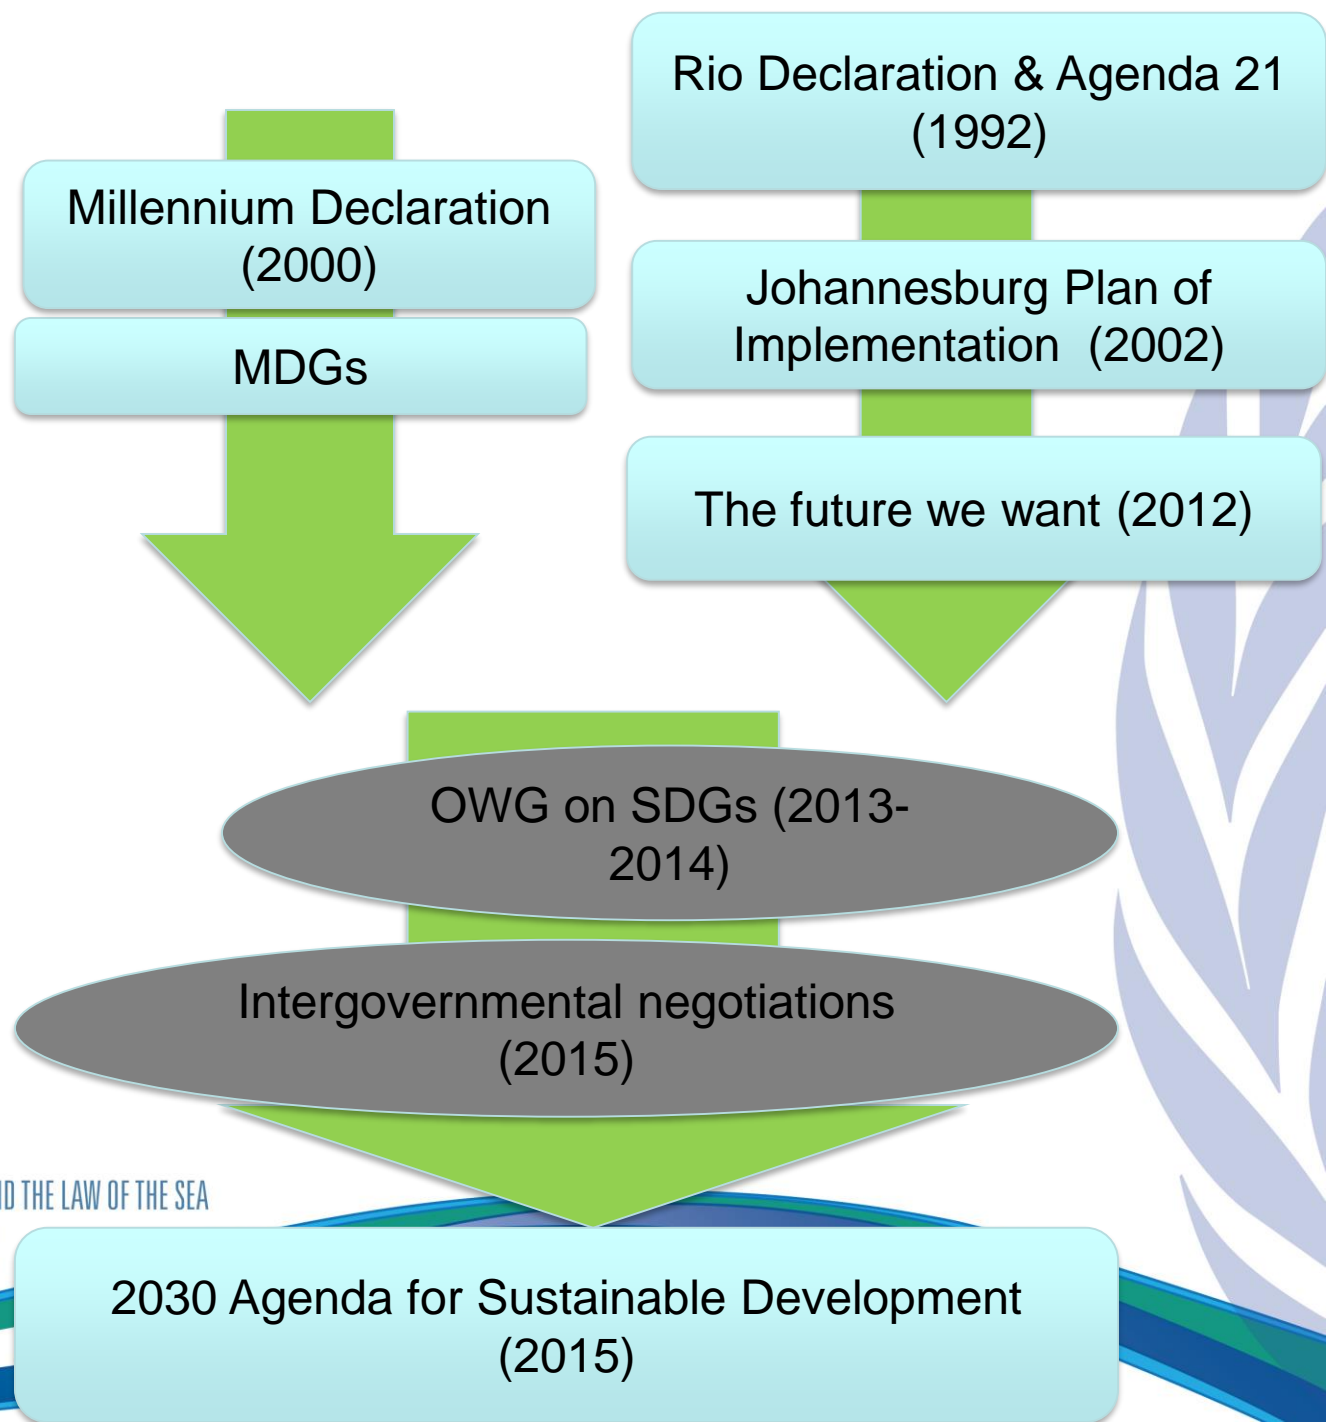 Rio Declaration & Agenda 21
(1992)
Millennium Declaration
(2000)
Johannesburg Plan of
Implementation (2002)
MDGs
The future we want (2012)
OWG on SDGs (2013-
2014)
Intergovernmental negotiations
(2015)
THE LAW OF THE SEA
2030 Agenda for Sustainable Development
(2015)